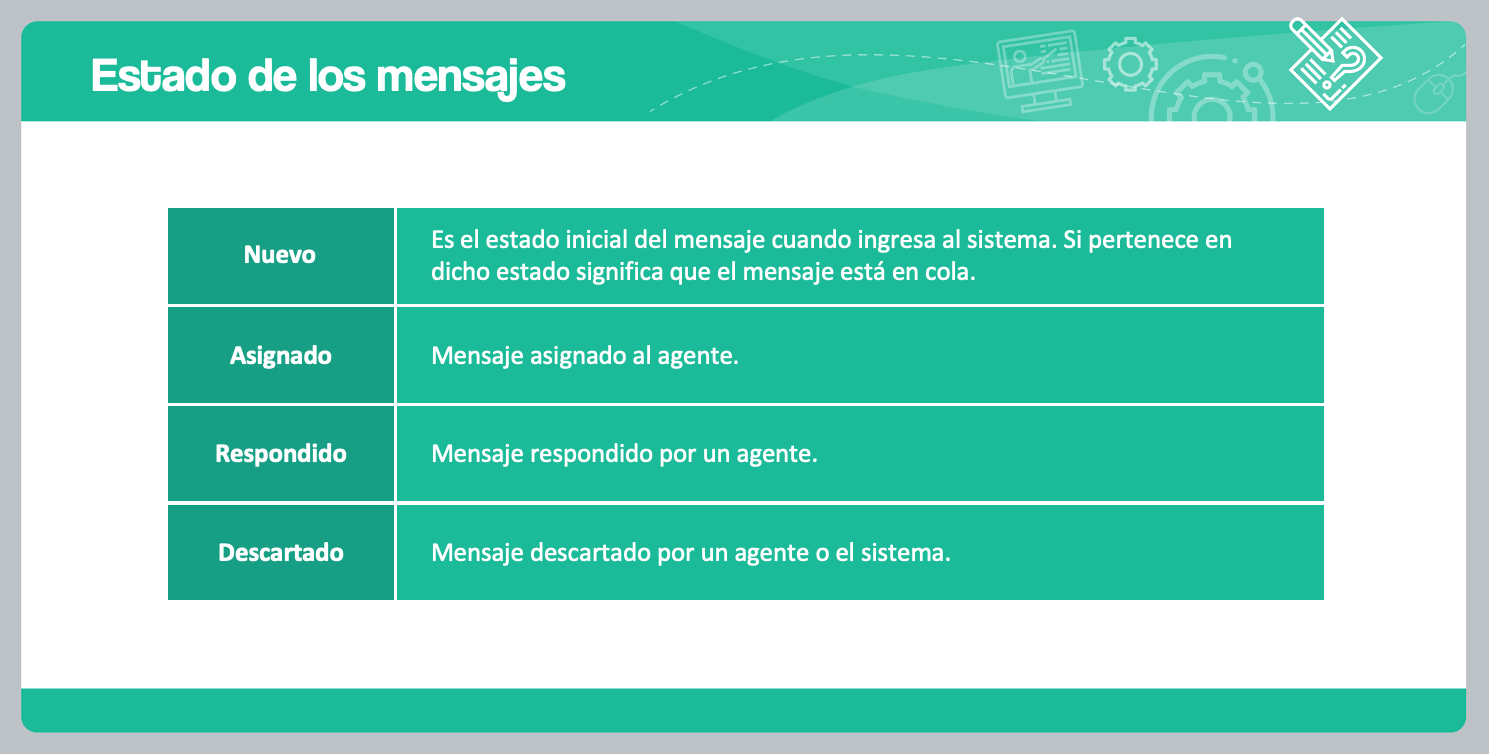 Estado de los mensajes
Nuevo
Es el estado inicial del mensaje cuando ingresa al sistema. Si pertenece en
dicho estado significa que el mensaje está en cola.
Asignado
Mensaje asignado al agente.
Respondido
Mensaje respondido por un agente.
Descartado
Mensaje descartado por un agente o el sistema.